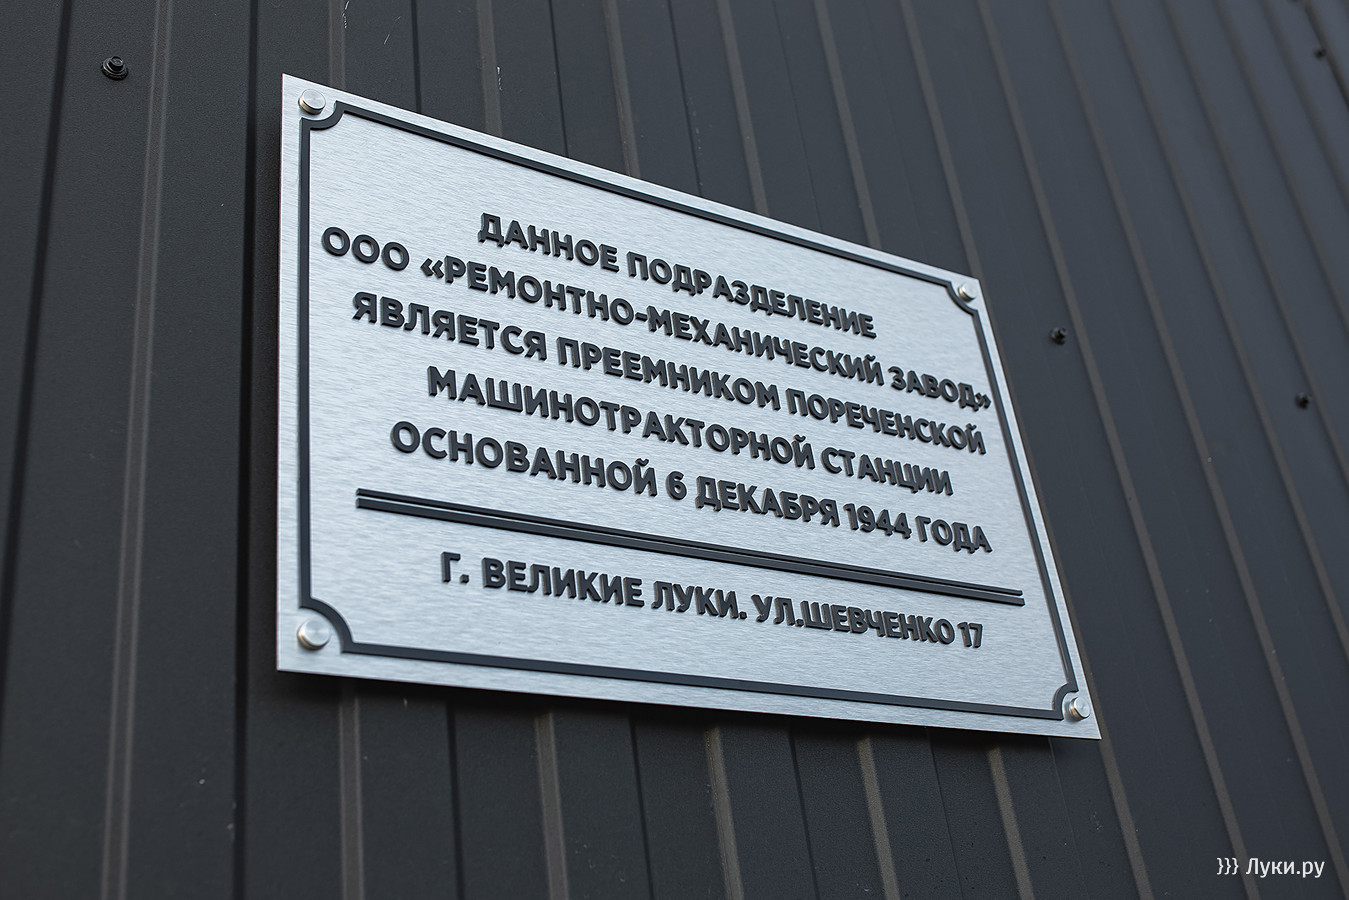 ДАННОЕ ПОДРАЗДЕЛЕНИЕ
ООО «РЕМОНТНО-МЕХАНИЧЕСКИЙ ЗАВОД»
ЯВЛЯЕТСЯ ПРЕЕМНИКОМ ПОРЕЧЕНСКОЙ
МАШИНОТРАКТОРНОЙ СТАНЦИИ
ОСНОВАННОЙ 6 ДЕКАБРЯ 1944 ГОДА
Г. ВЕЛИКИЕ ЛУКИ. УЛ.ШЕВЧЕНКО 17
}}} Луки.ру